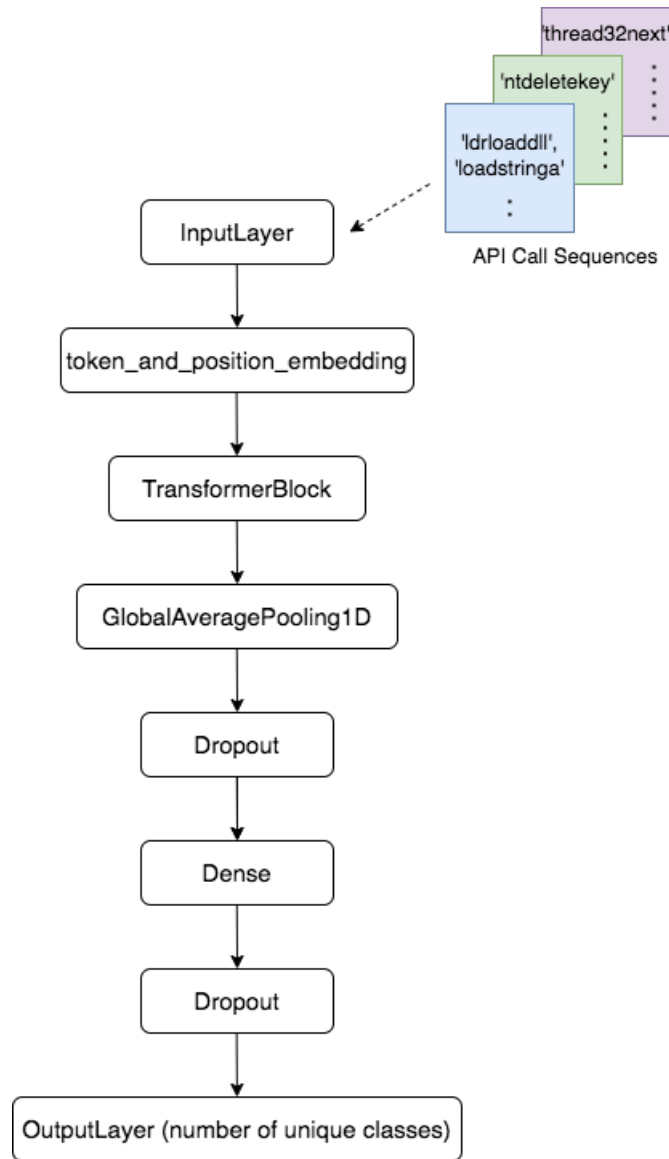 'thread32next'
'ntdeletekey'
'ldrloaddll',
'loadstringa'
API Call Sequences
InputLayer
token_and_position_embedding
TransformerBlock
GlobalAveragePooling1D
Dropout
Dense
Dropout
OutputLayer (number of unique classes)